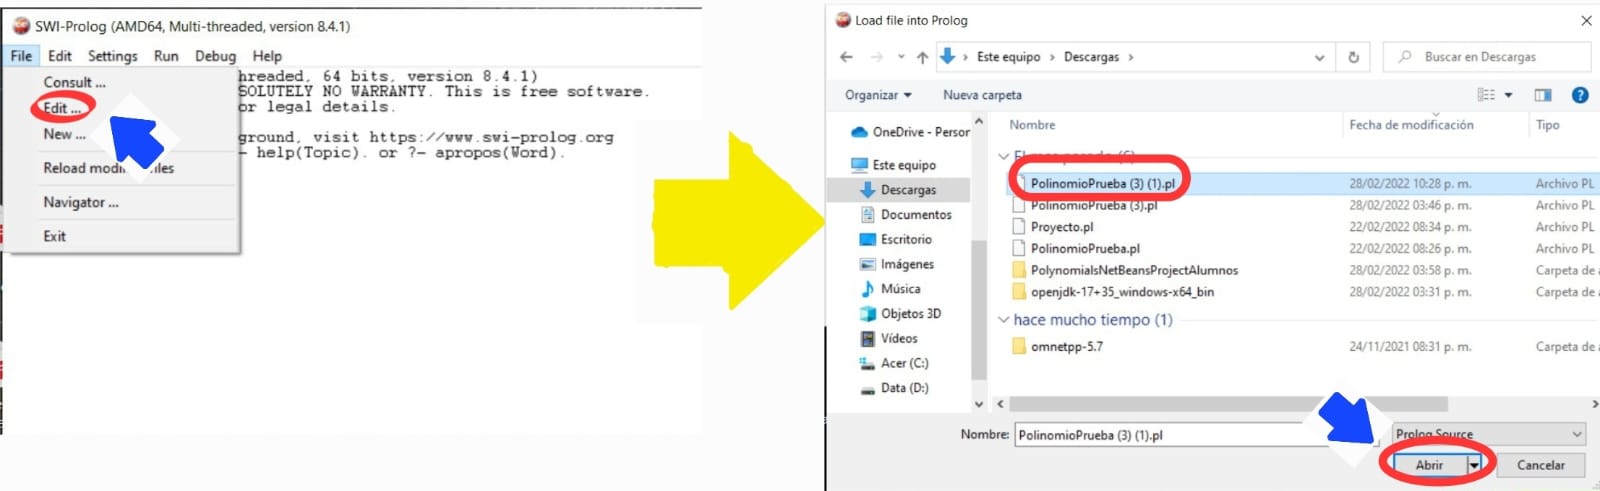 SWI-Prolog (AMD64, Multi-threaded, version 8.4.1)
File Edit Settings Run Debug Help
Consult ...
Edit ...
New ...
Reload modified files
Navigator ...
Exit
hreaded, 64 bits, version 8.4.1)
SOLUTELY NO WARRANTY. This is free software.
or legal details.
ground, visit https://www.swi-prolog.org
- help(Topic). or ?- apropos(Word).
Load file into Prolog
Este equipo > Descargas >
Buscar en Descargas
Organizar Nueva carpeta
OneDrive - Person
Este equipo
Descargas
Documentos
Escritorio
Imágenes
Música
Objetos 3D
Vídeos
Acer (C:)
Data (D:)
Nombre Fecha de modificación Tipo
El mes pasado (6)
PolinomioPrueba (3) (1).pl 28/02/2022 10:28 p. m. Archivo PL
PolinomioPrueba (3).pl 28/02/2022 03:46 p. m. Archivo PL
Proyecto.pl 22/02/2022 08:34 p. m. Archivo PL
PolinomioPrueba.pl 22/02/2022 08:26 p. m. Archivo PL
PolynomialsNetBeansProjectAlumnos 28/02/2022 03:58 p. m. Carpeta de a
openjdk-17+35_windows-x64_bin 28/02/2022 03:31 p. m. Carpeta de a
hace mucho tiempo (1)
omnetpp-5.7 24/11/2021 08:31 p. m. Carpeta de a
Nombre: PolinomioPrueba (3) (1).pl
Prolog Source
Abrir Cancelar